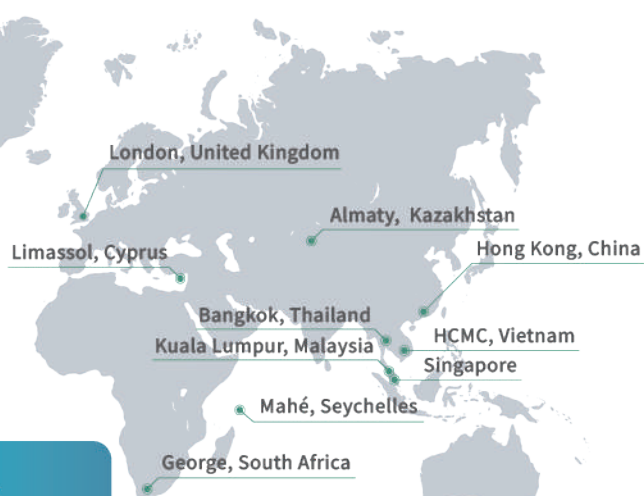 London, United Kingdom
Almaty, Kazakhstan
Limassol, Cyprus
Hong Kong, China
Bangkok, Thailand
HCMC, Vietnam
Kuala Lumpur, Malaysia
Singapore
Mahé, Seychelles
George, South Africa